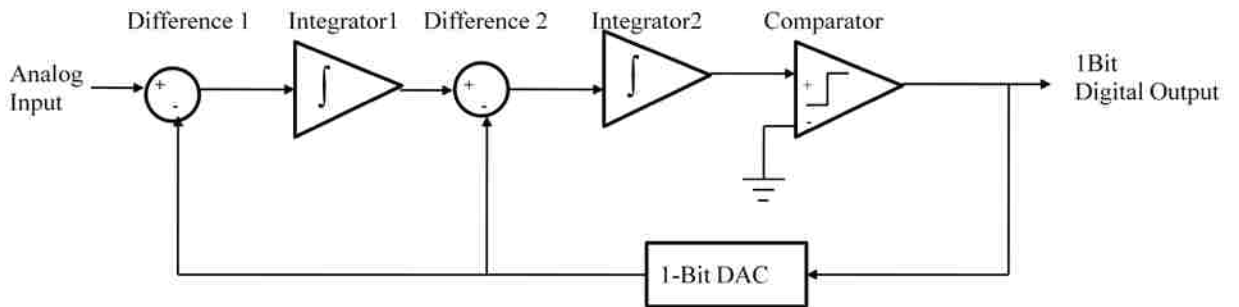 Difference 1
Integrator1
Difference 2
Integrator2
Comparator
Analog
Input
+
-
∫
+
-
∫
+
-
1Bit
Digital Output
1-Bit DAC